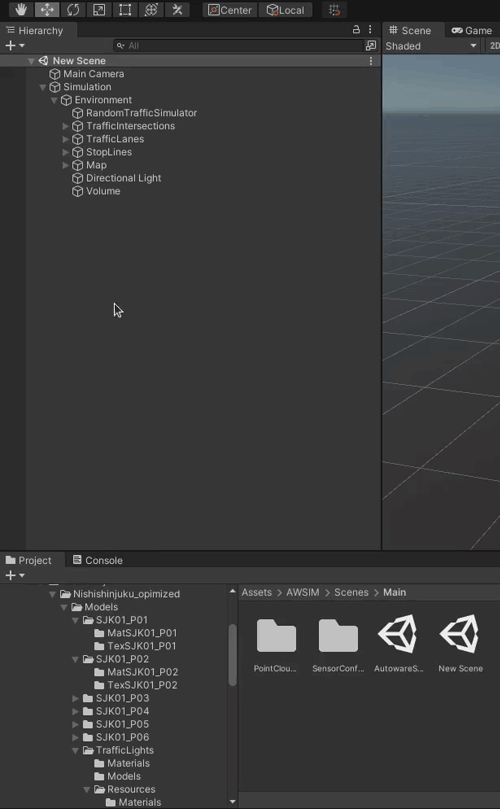 Center Local
Hierarchy Scene Game
All Shaded 2D
New Scene
Main Camera
Simulation
Environment
RandomTrafficSimulator
TrafficIntersections
TrafficLanes
StopLines
Map
Directional Light
Volume
Project Console
Nishishinjuku_opimized
Models
SJK01_P01
MatSJK01_P01
TexSJK01_P01
SJK01_P02
MatSJK01_P02
TexSJK01_P02
SJK01_P03
SJK01_P04
SJK01_P05
SJK01_P06
TrafficLights
Materials
Models
Resources
Materials
Assets > AWSIM > Scenes > Main
PointClou... SensorConf... AutowareS... New Scene